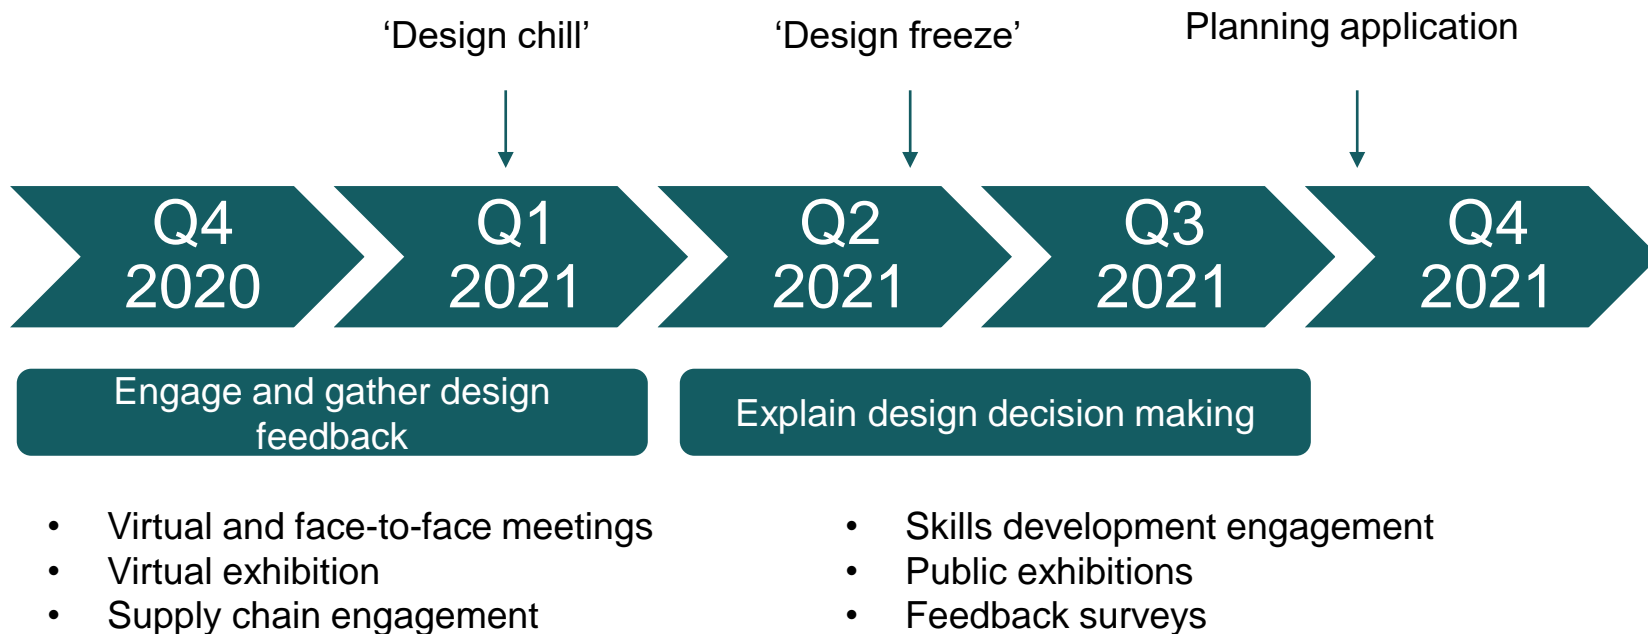 ‘Design chill’
‘Design freeze’
Planning application
Q4
2020
Q1
2021
Q2
2021
Q3
2021
Q4
2021
Engage and gather design
feedback
Explain design decision making
• Virtual and face-to-face meetings
• Virtual exhibition
• Supply chain engagement
• Skills development engagement
• Public exhibitions
• Feedback surveys